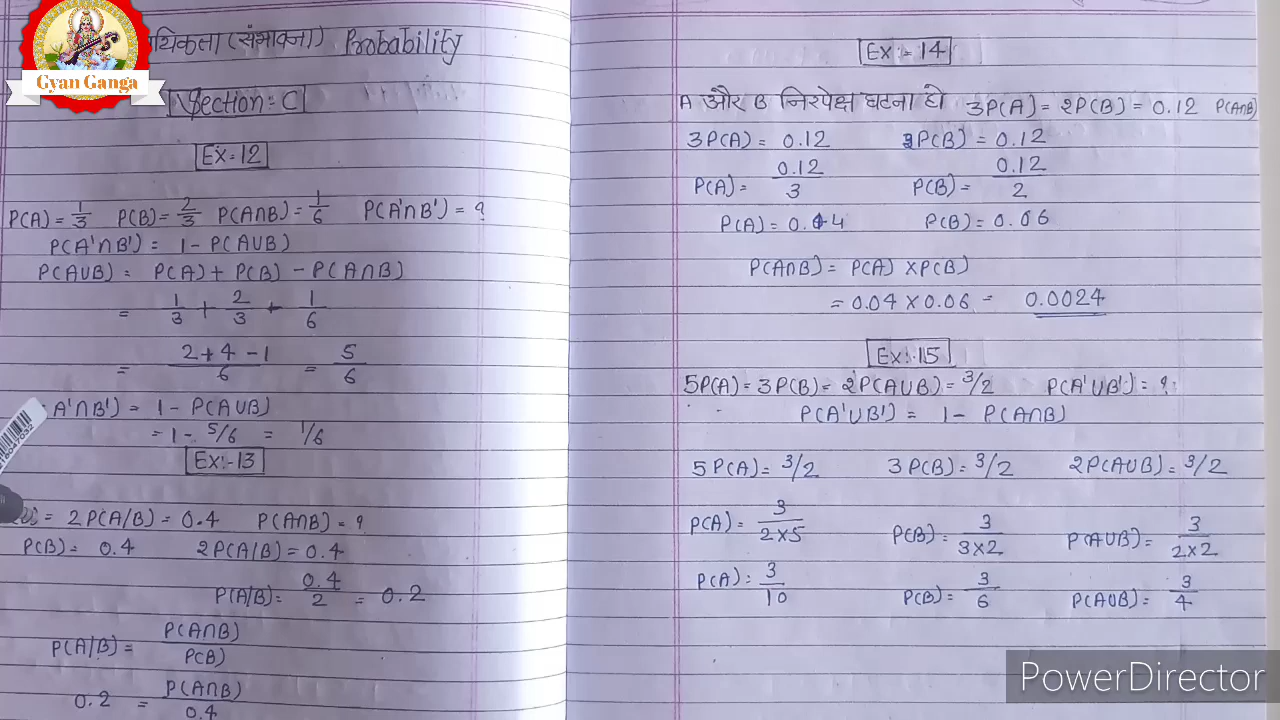 Gyan Ganga
यिकता (संभावना) Probability
Section:- C
Ex:-12
P(A) = 1/3 P(B) = 2/3 P(A∩B) = 1/6 P(A'∩B') = ?
P(A'∩B') = 1 - P(A∪B)
P(A∪B) = P(A) + P(B) - P(A∩B)
= 1/3 + 2/3 - 1/6
= (2+4-1)/6 = 5/6
A'∩B') = 1 - P(A∪B)
= 1 - 5/6 = 1/6
Ex:-13
= 2P(A/B) = 0.4 P(A∩B) = ?
P(B) = 0.4 2P(A/B) = 0.4
P(A/B) = 0.4/2 = 0.2
P(A/B) = P(A∩B)/P(B)
0.2 = P(A∩B)/0.4
Ex:-14
A और B निरपेक्ष घटना हो 3P(A) = 2P(B) = 0.12 P(A∩B)
3P(A) = 0.12 2P(B) = 0.12
P(A) = 0.12/3 P(B) = 0.12/2
P(A) = 0.04 P(B) = 0.06
P(A∩B) = P(A) × P(B)
= 0.04 × 0.06 = 0.0024
Ex:-15
5P(A) = 3P(B) = 2P(A∪B) = 3/2 P(A'∪B') = ?
P(A'∪B') = 1 - P(A∩B)
5P(A) = 3/2 3P(B) = 3/2 2P(A∪B) = 3/2
P(A) = 3/2×5 P(B) = 3/3×2 P(A∪B) = 3/2×2
P(A) = 3/10 P(B) = 3/6 P(A∪B) = 3/4
PowerDirector